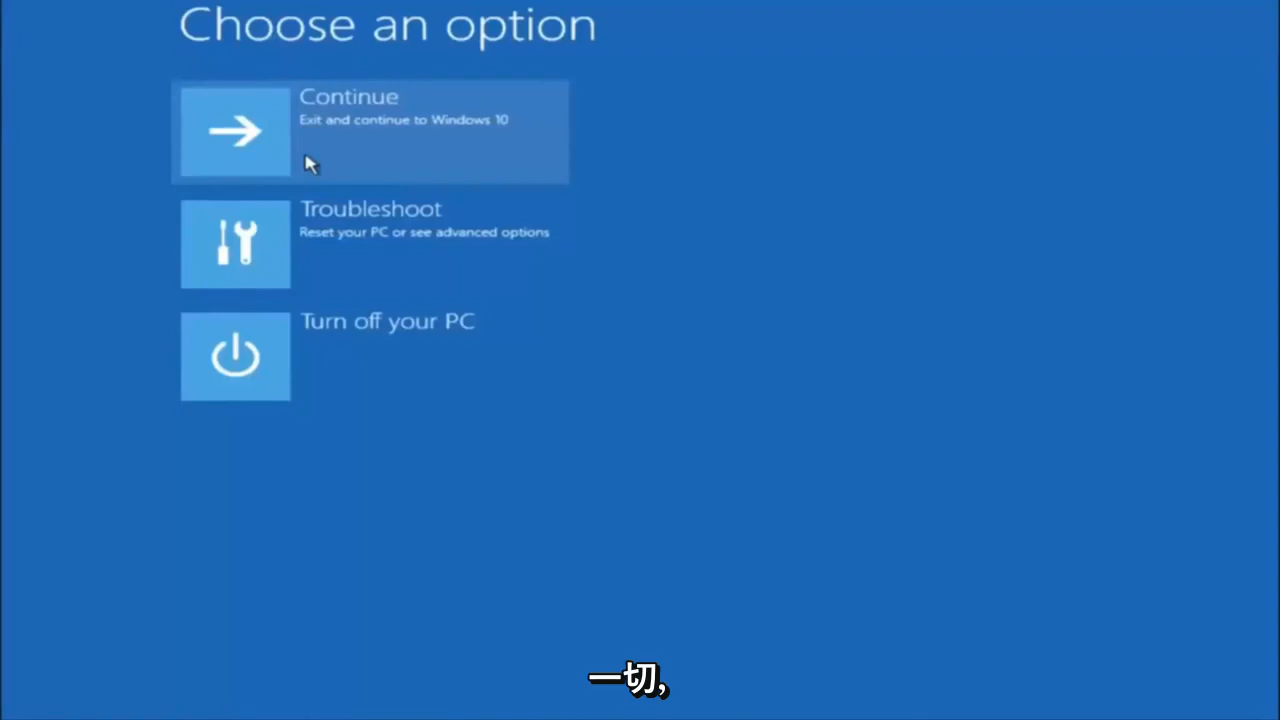 Choose an option
Continue
Exit and continue to Windows 10
Troubleshoot
Reset your PC or see advanced options
Turn off your PC
一切,